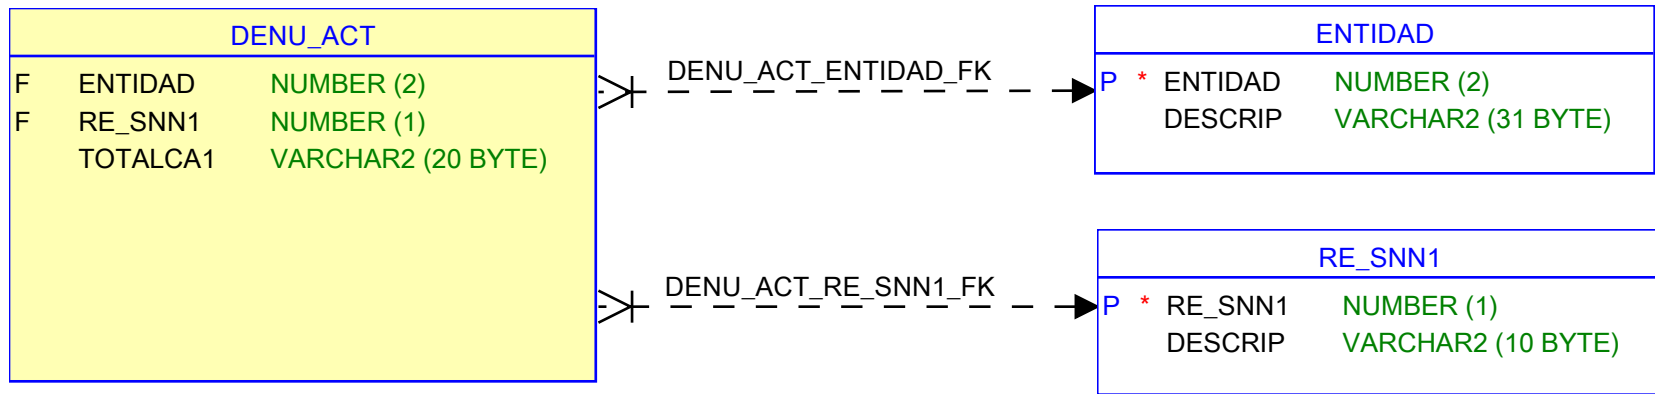 DENU_ACT
F ENTIDAD NUMBER (2)
F RE_SNN1 NUMBER (1)
TOTALCA1 VARCHAR2 (20 BYTE)
DENU_ACT_ENTIDAD_FK
ENTIDAD
P * ENTIDAD NUMBER (2)
DESCRIP VARCHAR2 (31 BYTE)
DENU_ACT_RE_SNN1_FK
RE_SNN1
P * RE_SNN1 NUMBER (1)
DESCRIP VARCHAR2 (10 BYTE)